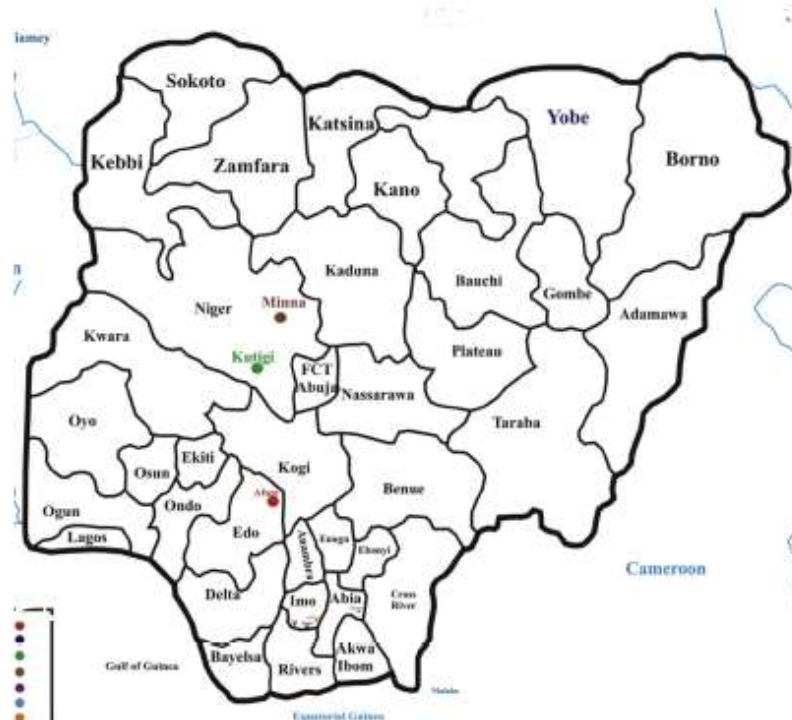 iamey
Sokoto
Katsina
Yobe
Kebbi
Zamfara
Borno
Kano
Kaduna
Bauchi
Gombe
Niger
Minna
Adamawa
Kwara
Kutigi
FCT
Abuja
Plateau
Nassarawa
Oyo
Taraba
Ekiti
Osun
Kogi
Benue
Ondo
Ogun
Edo
Lagos
Anambra
Enugu
Ebonyi
Cameroon
Delta
Imo
Abia
Cross
River
Gulf of Guinea
Bayelsa
Rivers
Akwa
Ibom
Malabo
Equatorial Guinea